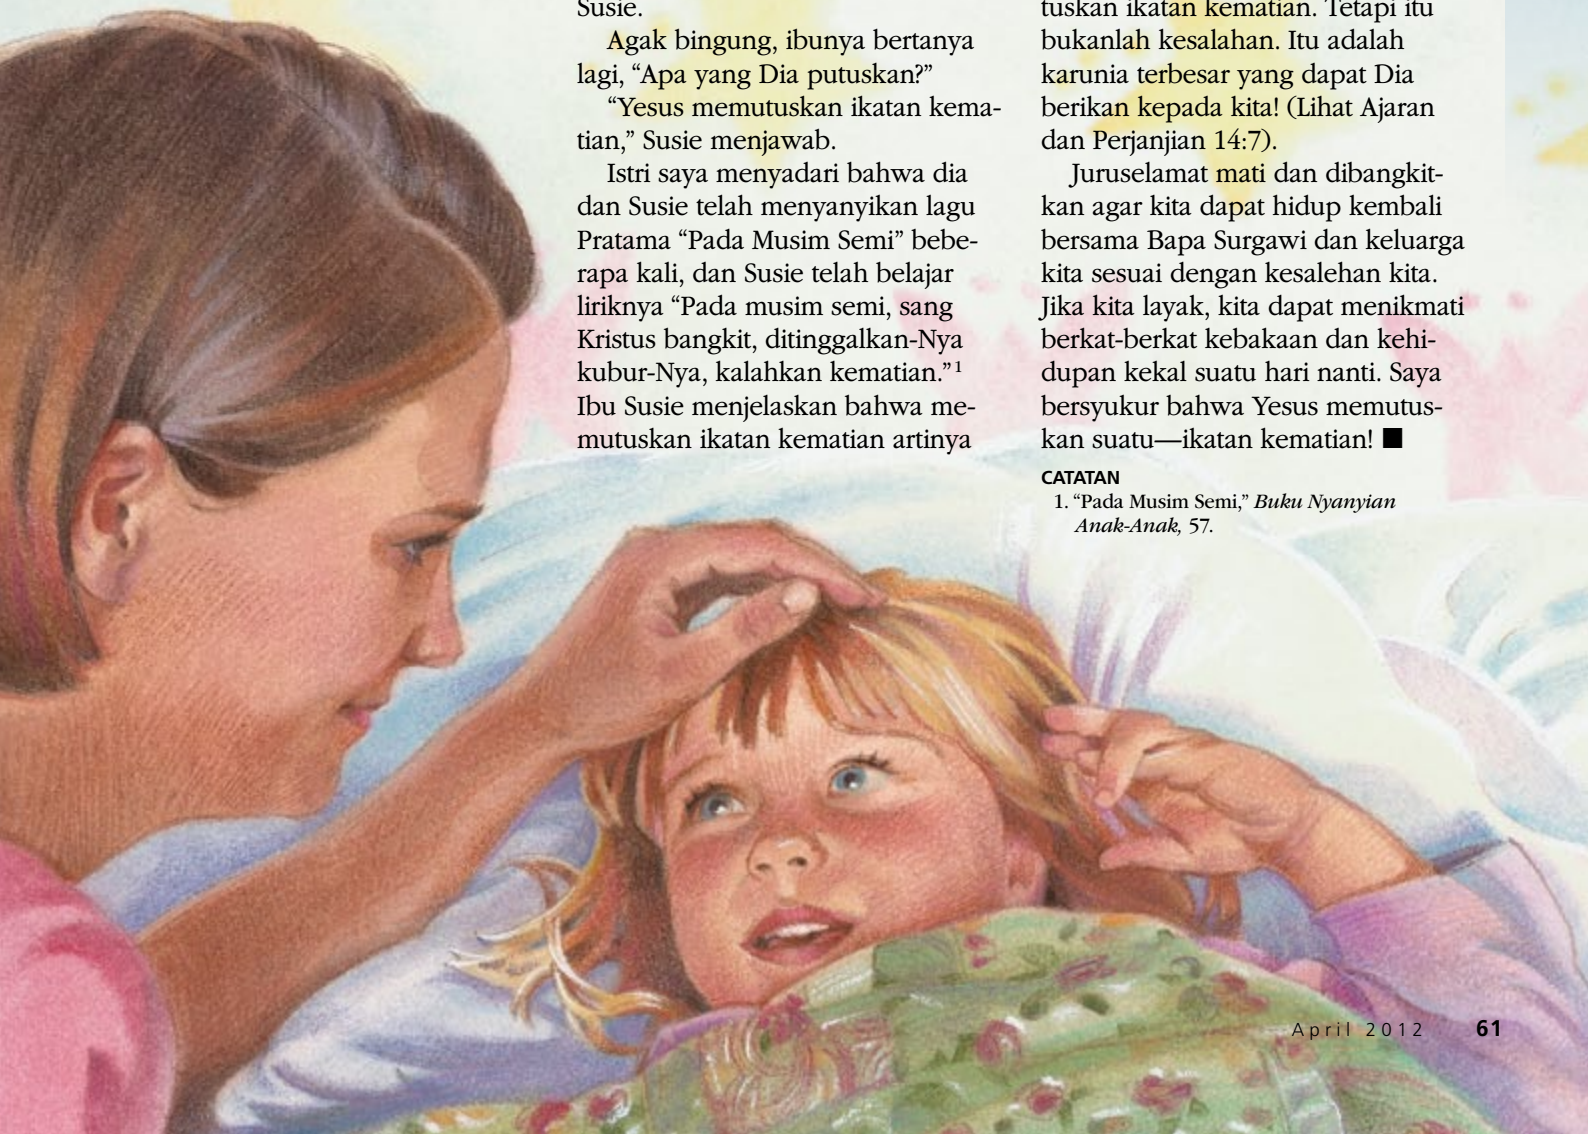 Susie.
Agak bingung, ibunya bertanya
lagi, “Apa yang Dia putuskan?”
“Yesus memutuskan ikatan kema-
tian,” Susie menjawab.
Istri saya menyadari bahwa dia
dan Susie telah menyanyikan lagu
Pratama “Pada Musim Semi” bebe-
rapa kali, dan Susie telah belajar
liriknya “Pada musim semi, sang
Kristus bangkit, ditinggalkan-Nya
kubur-Nya, kalahkan kematian.”1
Ibu Susie menjelaskan bahwa me-
mutuskan ikatan kematian artinya
tuskan ikatan kematian. Tetapi itu
bukanlah kesalahan. Itu adalah
karunia terbesar yang dapat Dia
berikan kepada kita! (Lihat Ajaran
dan Perjanjian 14:7).
Juruselamat mati dan dibangkit-
kan agar kita dapat hidup kembali
bersama Bapa Surgawi dan keluarga
kita sesuai dengan kesalehan kita.
Jika kita layak, kita dapat menikmati
berkat-berkat kebakaan dan kehi-
dupan kekal suatu hari nanti. Saya
bersyukur bahwa Yesus memutus-
kan suatu—ikatan kematian! ■
CATATAN
1. “Pada Musim Semi,” Buku Nyanyian
Anak-Anak, 57.
April 2012 61